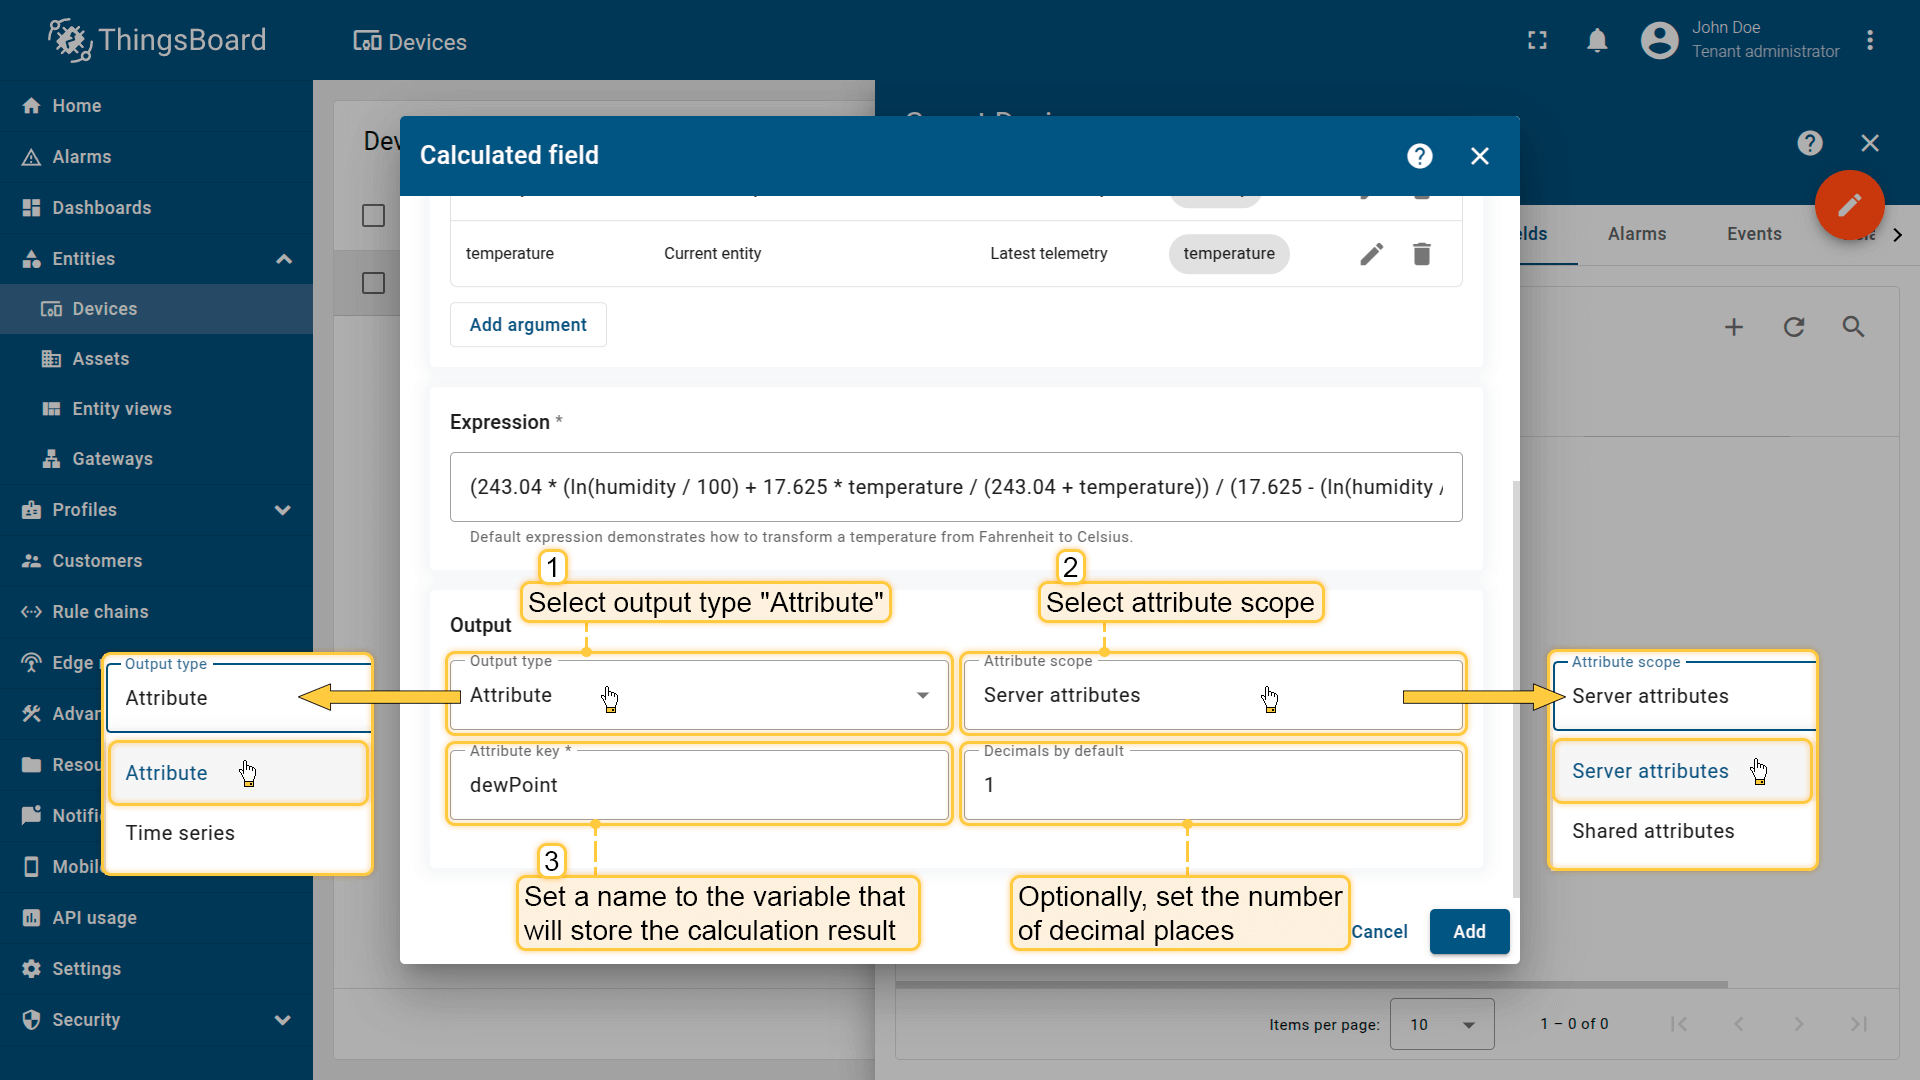 ThingsBoard
Devices
John Doe
Tenant administrator
Home
Alarms
Dashboards
Entities
Devices
Assets
Entity views
Gateways
Profiles
Customers
Rule chains
Edge
API usage
Settings
Security
Alarms
Events
Calculated field
temperature
Current entity
Latest telemetry
temperature
Add argument
Expression *
(243.04 * (ln(humidity / 100) + 17.625 * temperature / (243.04 + temperature)) / (17.625 - (ln(humidity /
Default expression demonstrates how to transform a temperature from Fahrenheit to Celsius.
1
Select output type "Attribute"
2
Select attribute scope
Output
Output type
Attribute
Attribute scope
Server attributes
Attribute key *
dewPoint
Decimals by default
1
Output type
Attribute
Attribute
Time series
Attribute scope
Server attributes
Server attributes
Shared attributes
3
Set a name to the variable that
will store the calculation result
Optionally, set the number
of decimal places
Cancel
Add
Items per page:
10
1 – 0 of 0